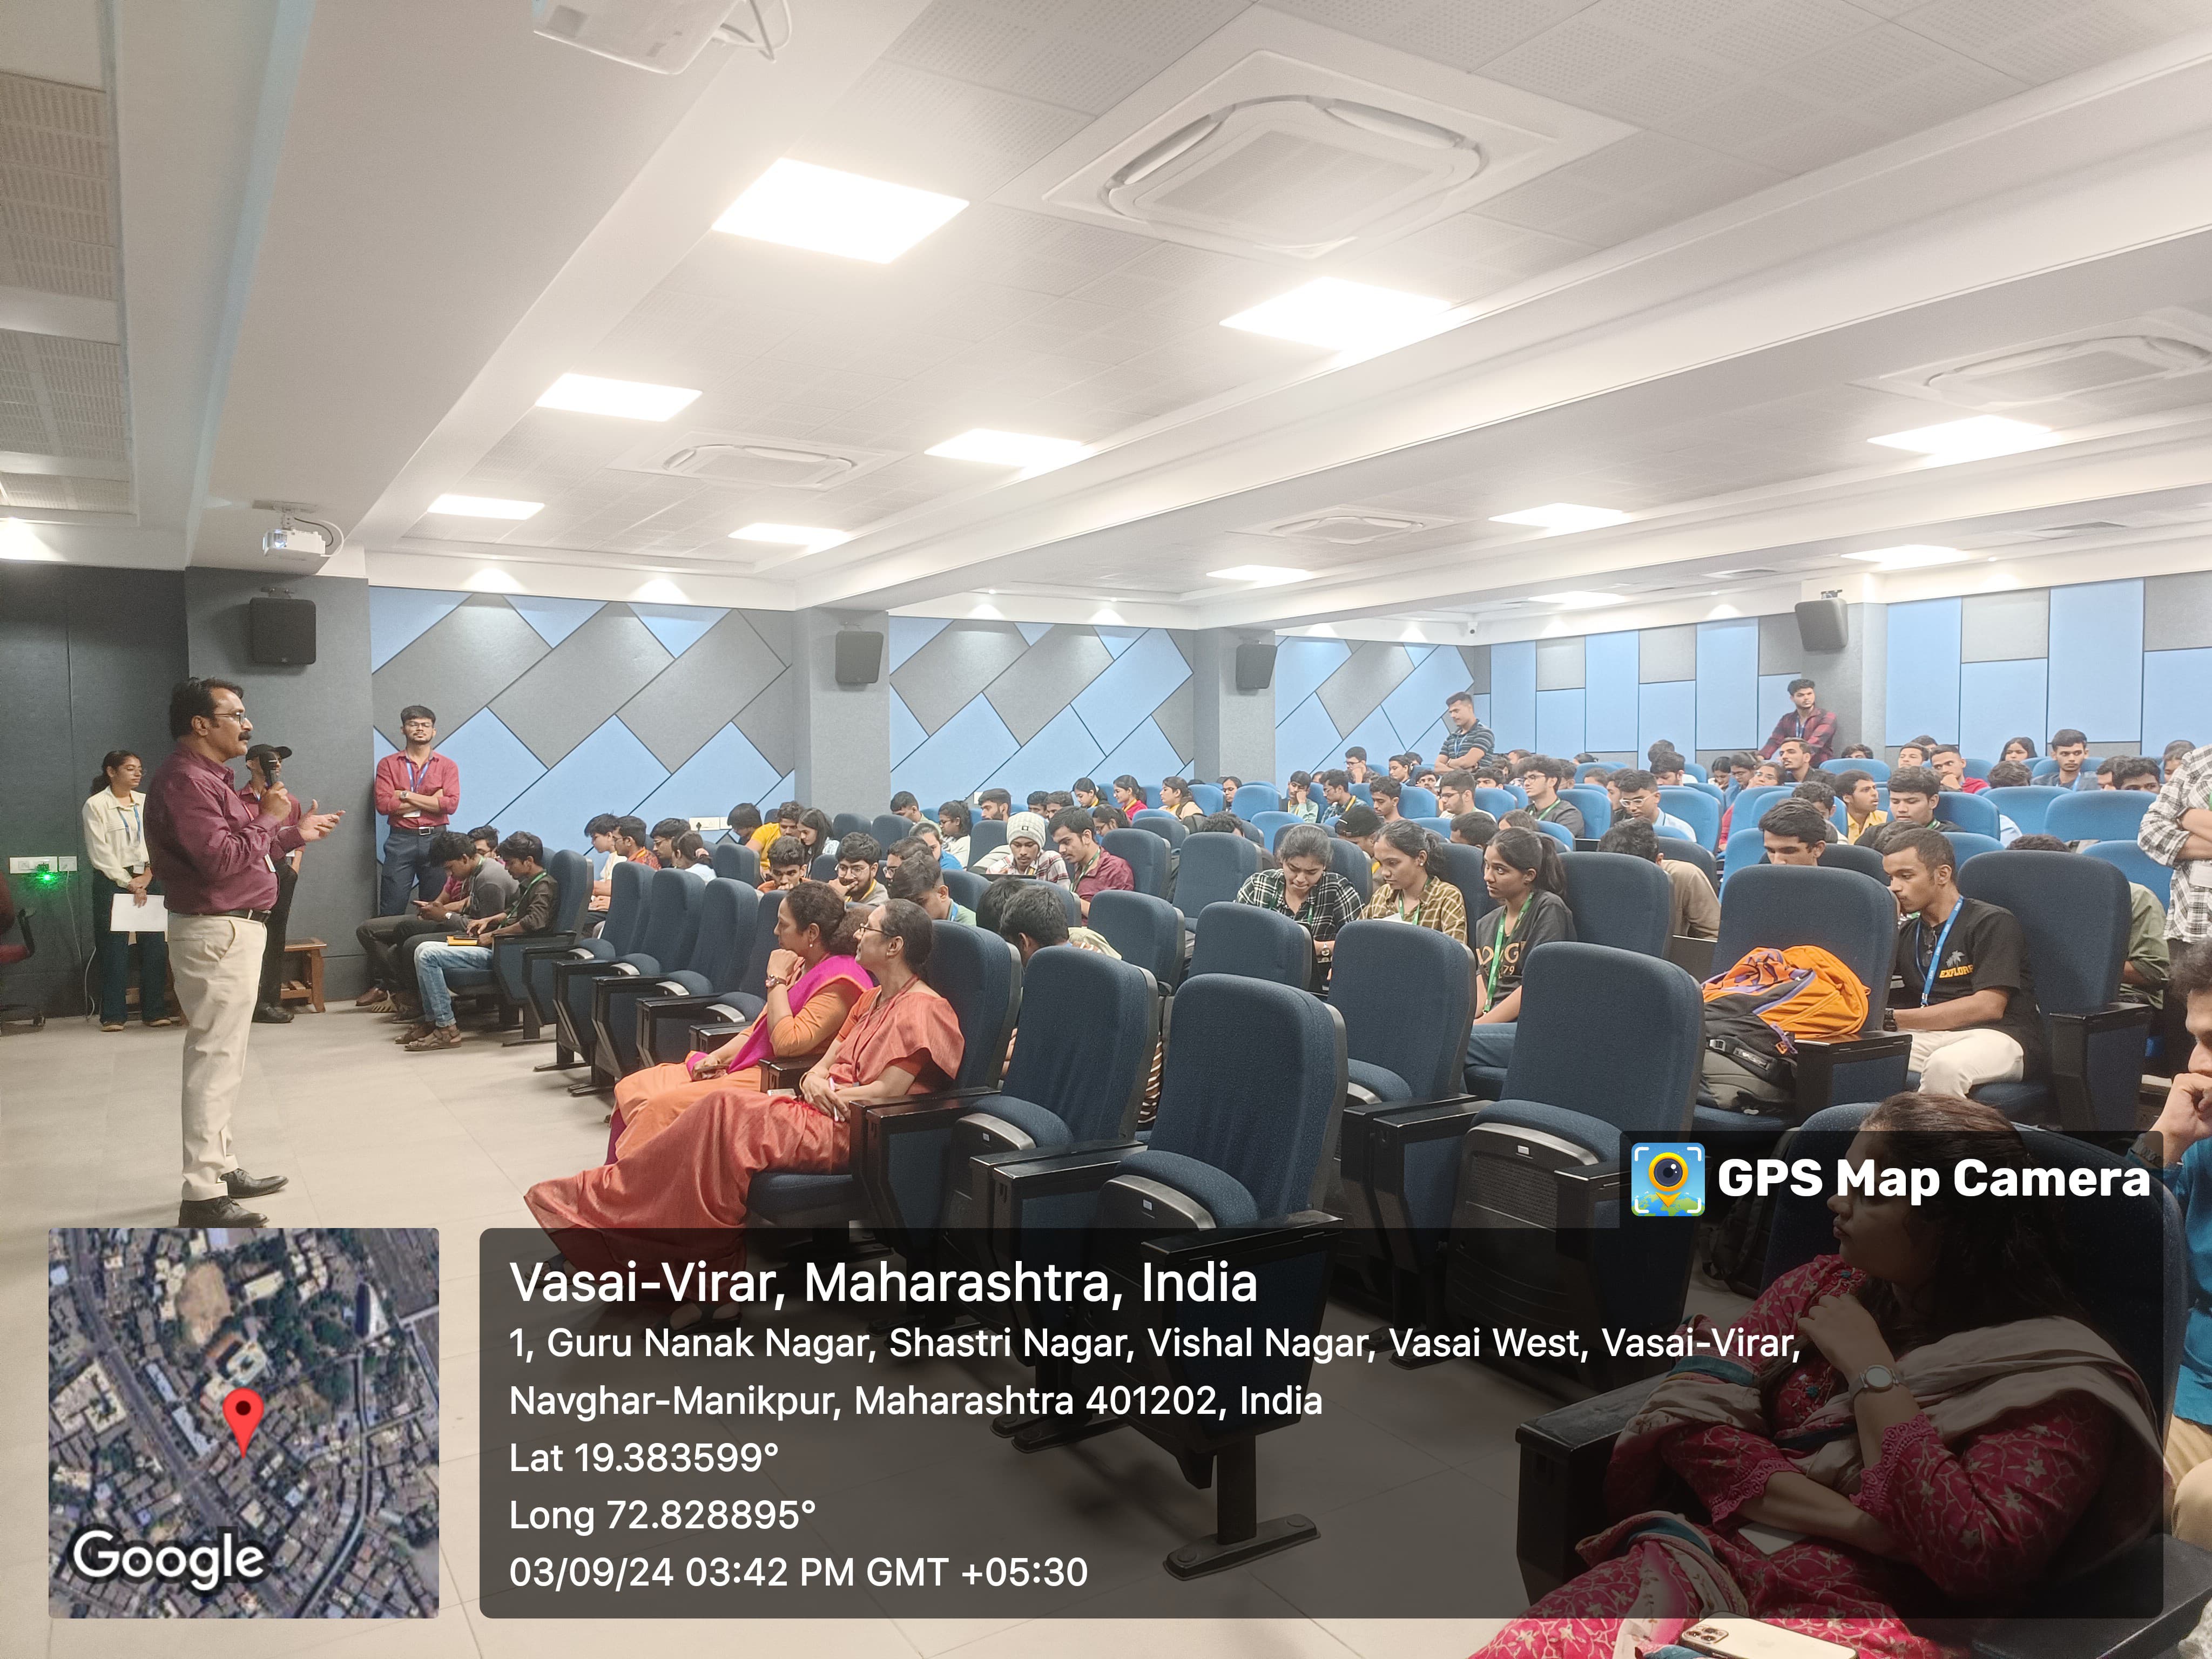 EXPLORE
GPS Map Camera
Vasai-Virar, Maharashtra, India
1, Guru Nanak Nagar, Shastri Nagar, Vishal Nagar, Vasai West, Vasai-Virar,
Navghar-Manikpur, Maharashtra 401202, India
Lat 19.383599°
Long 72.828895°
03/09/24 03:42 PM GMT +05:30
Google